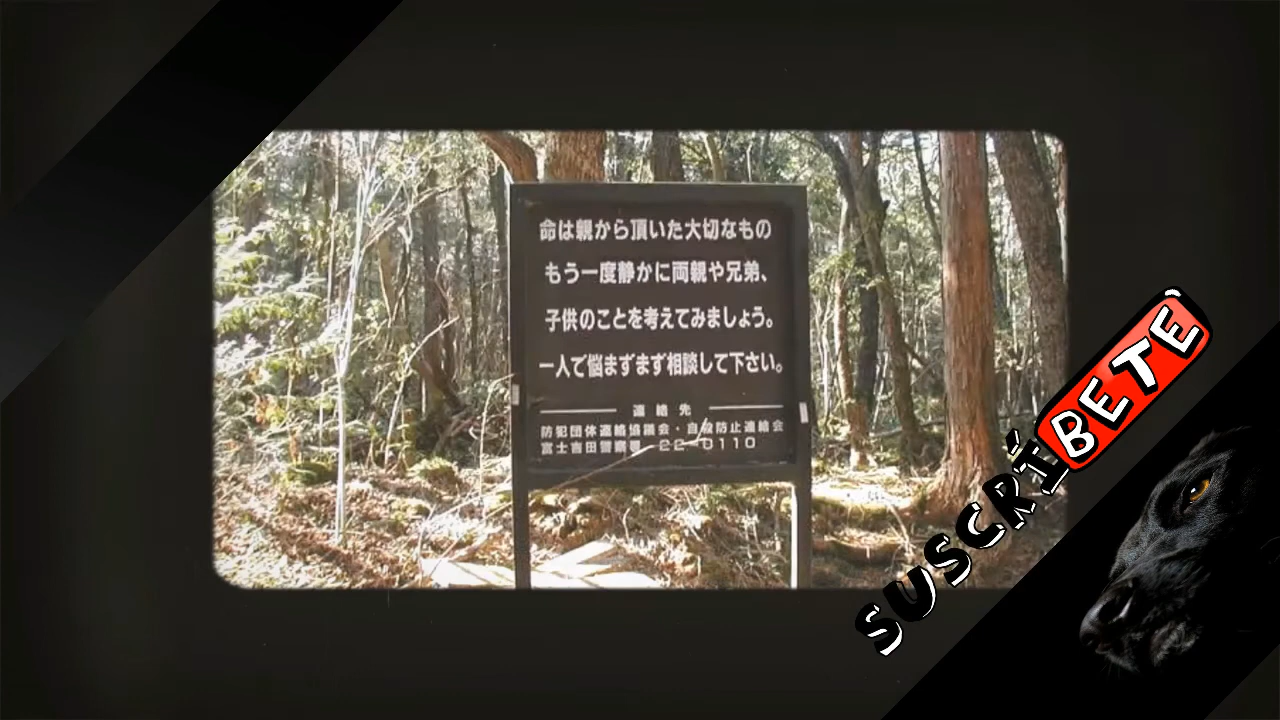 命は親から頂いた大切なもの
もう一度静かに両親や兄弟、
子供のことを考えてみましょう。
一人で悩まずまず相談して下さい。
連絡先
防犯団体連絡協議会・自殺防止連絡会
富士吉田警察署 22-0110
SUSCRÍBETE